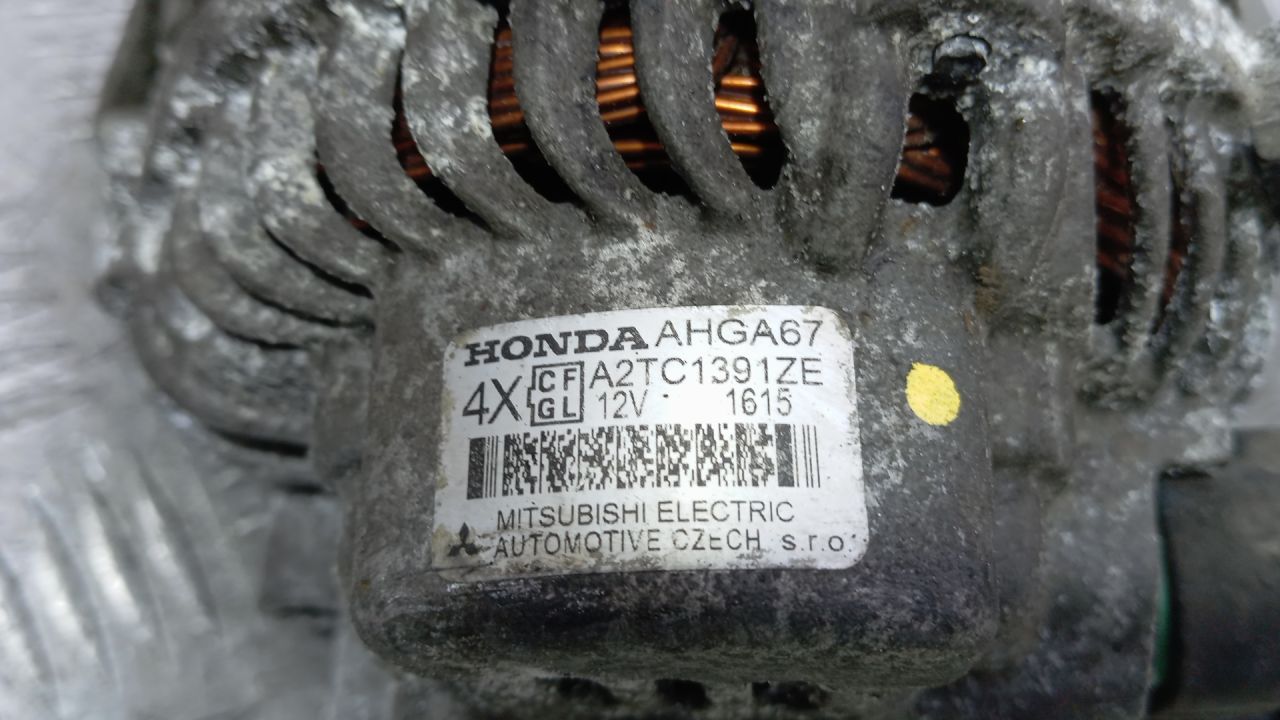 HONDA AHGA67
4X CF GL A2TC1391ZE
12V 1615
MITSUBISHI ELECTRIC
AUTOMOTIVE CZECH s.r.o.